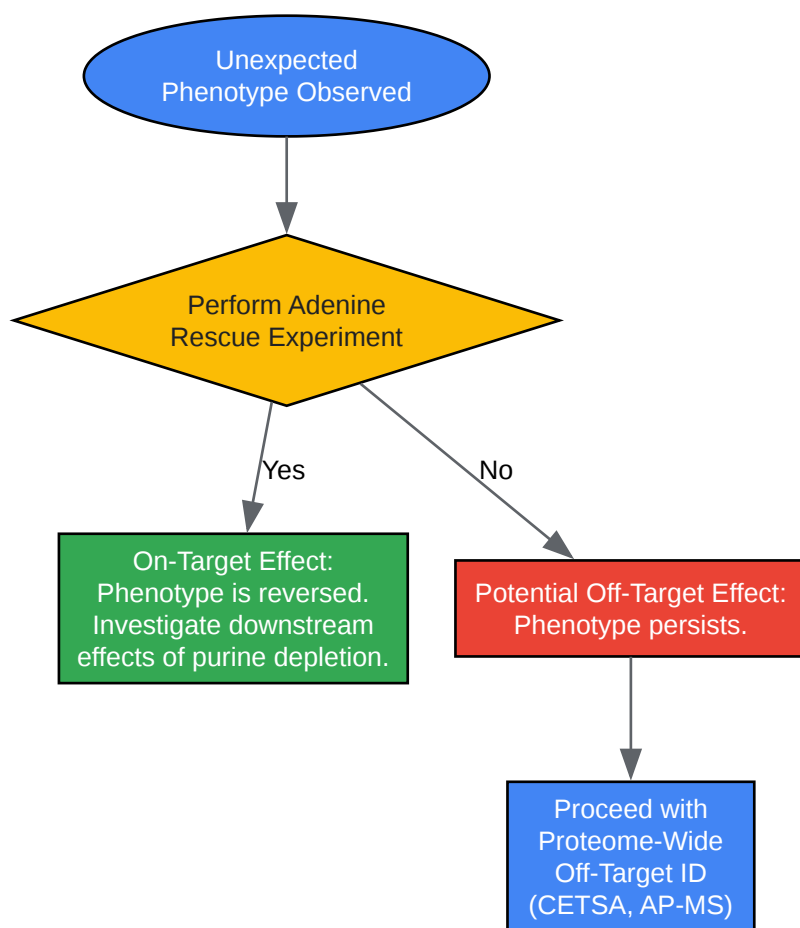 Unexpected
Phenotype Observed
Perform Adenine
Rescue Experiment
Yes
No
On-Target Effect:
Phenotype is reversed.
Investigate downstream
effects of purine depletion.
Potential Off-Target Effect:
Phenotype persists.
Proceed with
Proteome-Wide
Off-Target ID
(CETSA, AP-MS)